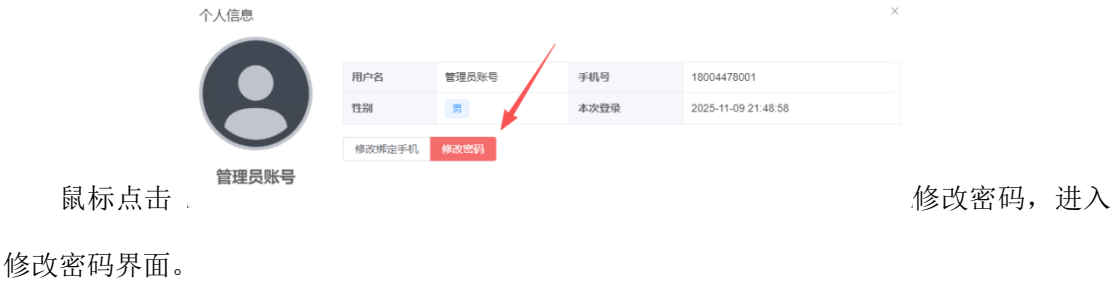 个人信息
用户名 管理员账号 手机号 18004478001
性别 男 本次登录 2025-11-09 21:48:58
修改绑定手机 修改密码
管理员账号
鼠标点击 修改密码，进入
修改密码界面。